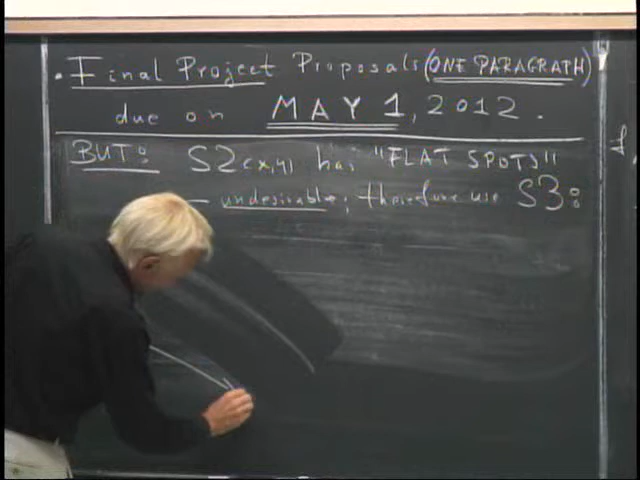 • Final Project Proposals (ONE PARAGRAPH)
due on MAY 1, 2012.
BUT: S2(x,y) has "FLAT SPOTS"
— undesirable; therefore use S3: